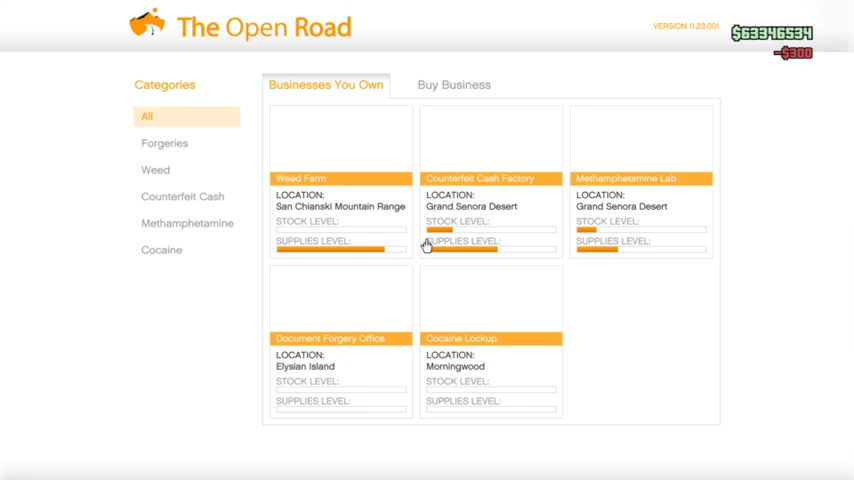 The Open Road
VERSION 11.23.001
$63346534
-$300
Categories
All
Forgeries
Weed
Counterfeit Cash
Methamphetamine
Cocaine
Businesses You Own
Buy Business
Weed Farm
LOCATION:
San Chianski Mountain Range
STOCK LEVEL:
SUPPLIES LEVEL:
Counterfeit Cash Factory
LOCATION:
Grand Senora Desert
STOCK LEVEL:
SUPPLIES LEVEL:
Methamphetamine Lab
LOCATION:
Grand Senora Desert
STOCK LEVEL:
SUPPLIES LEVEL:
Document Forgery Office
LOCATION:
Elysian Island
STOCK LEVEL:
SUPPLIES LEVEL:
Cocaine Lockup
LOCATION:
Morningwood
STOCK LEVEL:
SUPPLIES LEVEL: